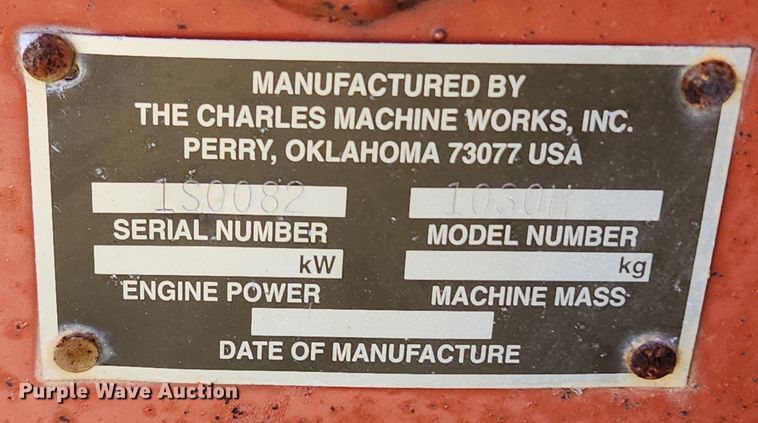 MANUFACTURED BY
THE CHARLES MACHINE WORKS, INC.
PERRY, OKLAHOMA 73077 USA
1S0082 1030H
SERIAL NUMBER MODEL NUMBER
kW kg
ENGINE POWER MACHINE MASS
DATE OF MANUFACTURE
Purple Wave Auction